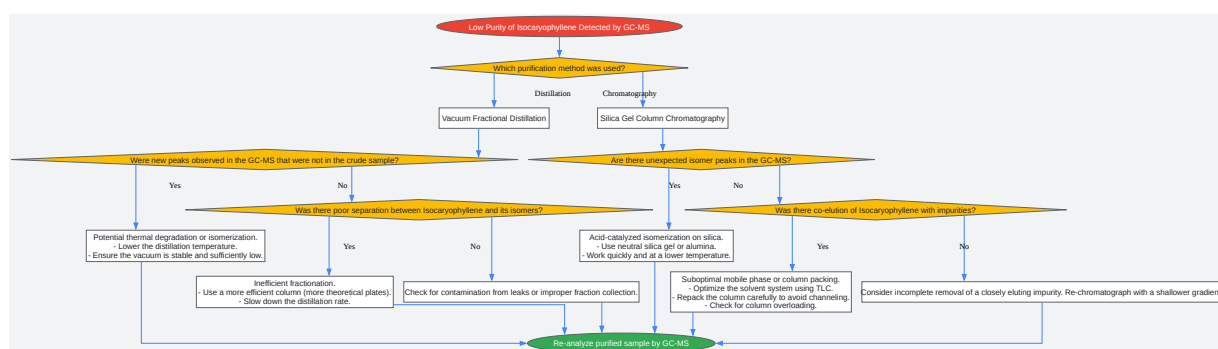 Low Purity of Isocaryophyllene Detected by GC-MS
Which purification method was used?
Distillation
Chromatography
Vacuum Fractional Distillation
Silica Gel Column Chromatography
Were new peaks observed in the GC-MS that were not in the crude sample?
Are there unexpected isomer peaks in the GC-MS?
Yes
No
Yes
No
Was there poor separation between Isocaryophyllene and its isomers?
Was there co-elution of Isocaryophyllene with impurities?
Potential thermal degradation or isomerization.
- Lower the distillation temperature.
- Ensure the vacuum is stable and sufficiently low.
Yes
No
Acid-catalyzed isomerization on silica.
- Use neutral silica gel or alumina.
- Work quickly and at a lower temperature.
Yes
No
Inefficient fractionation.
- Use a more efficient column (more theoretical plates).
- Slow down the distillation rate.
Check for contamination from leaks or improper fraction collection.
Suboptimal mobile phase or column packing.
- Optimize the solvent system using TLC.
- Repack the column carefully to avoid channeling.
- Check for column overloading.
Consider incomplete removal of a closely eluting impurity. Re-chromatograph with a shallower
Re-analyze purified sample by GC-MS